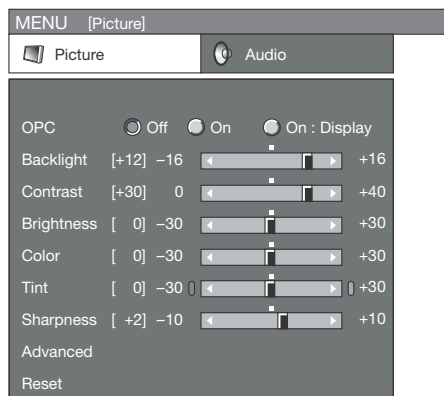 MENU [Picture]
Picture Audio
OPC Off On On : Display
Backlight [+12] −16 +16
Contrast [+30] 0 +40
Brightness [ 0] −30 +30
Color [ 0] −30 +30
Tint [ 0] −30 +30
Sharpness [ +2] −10 +10
Advanced
Reset